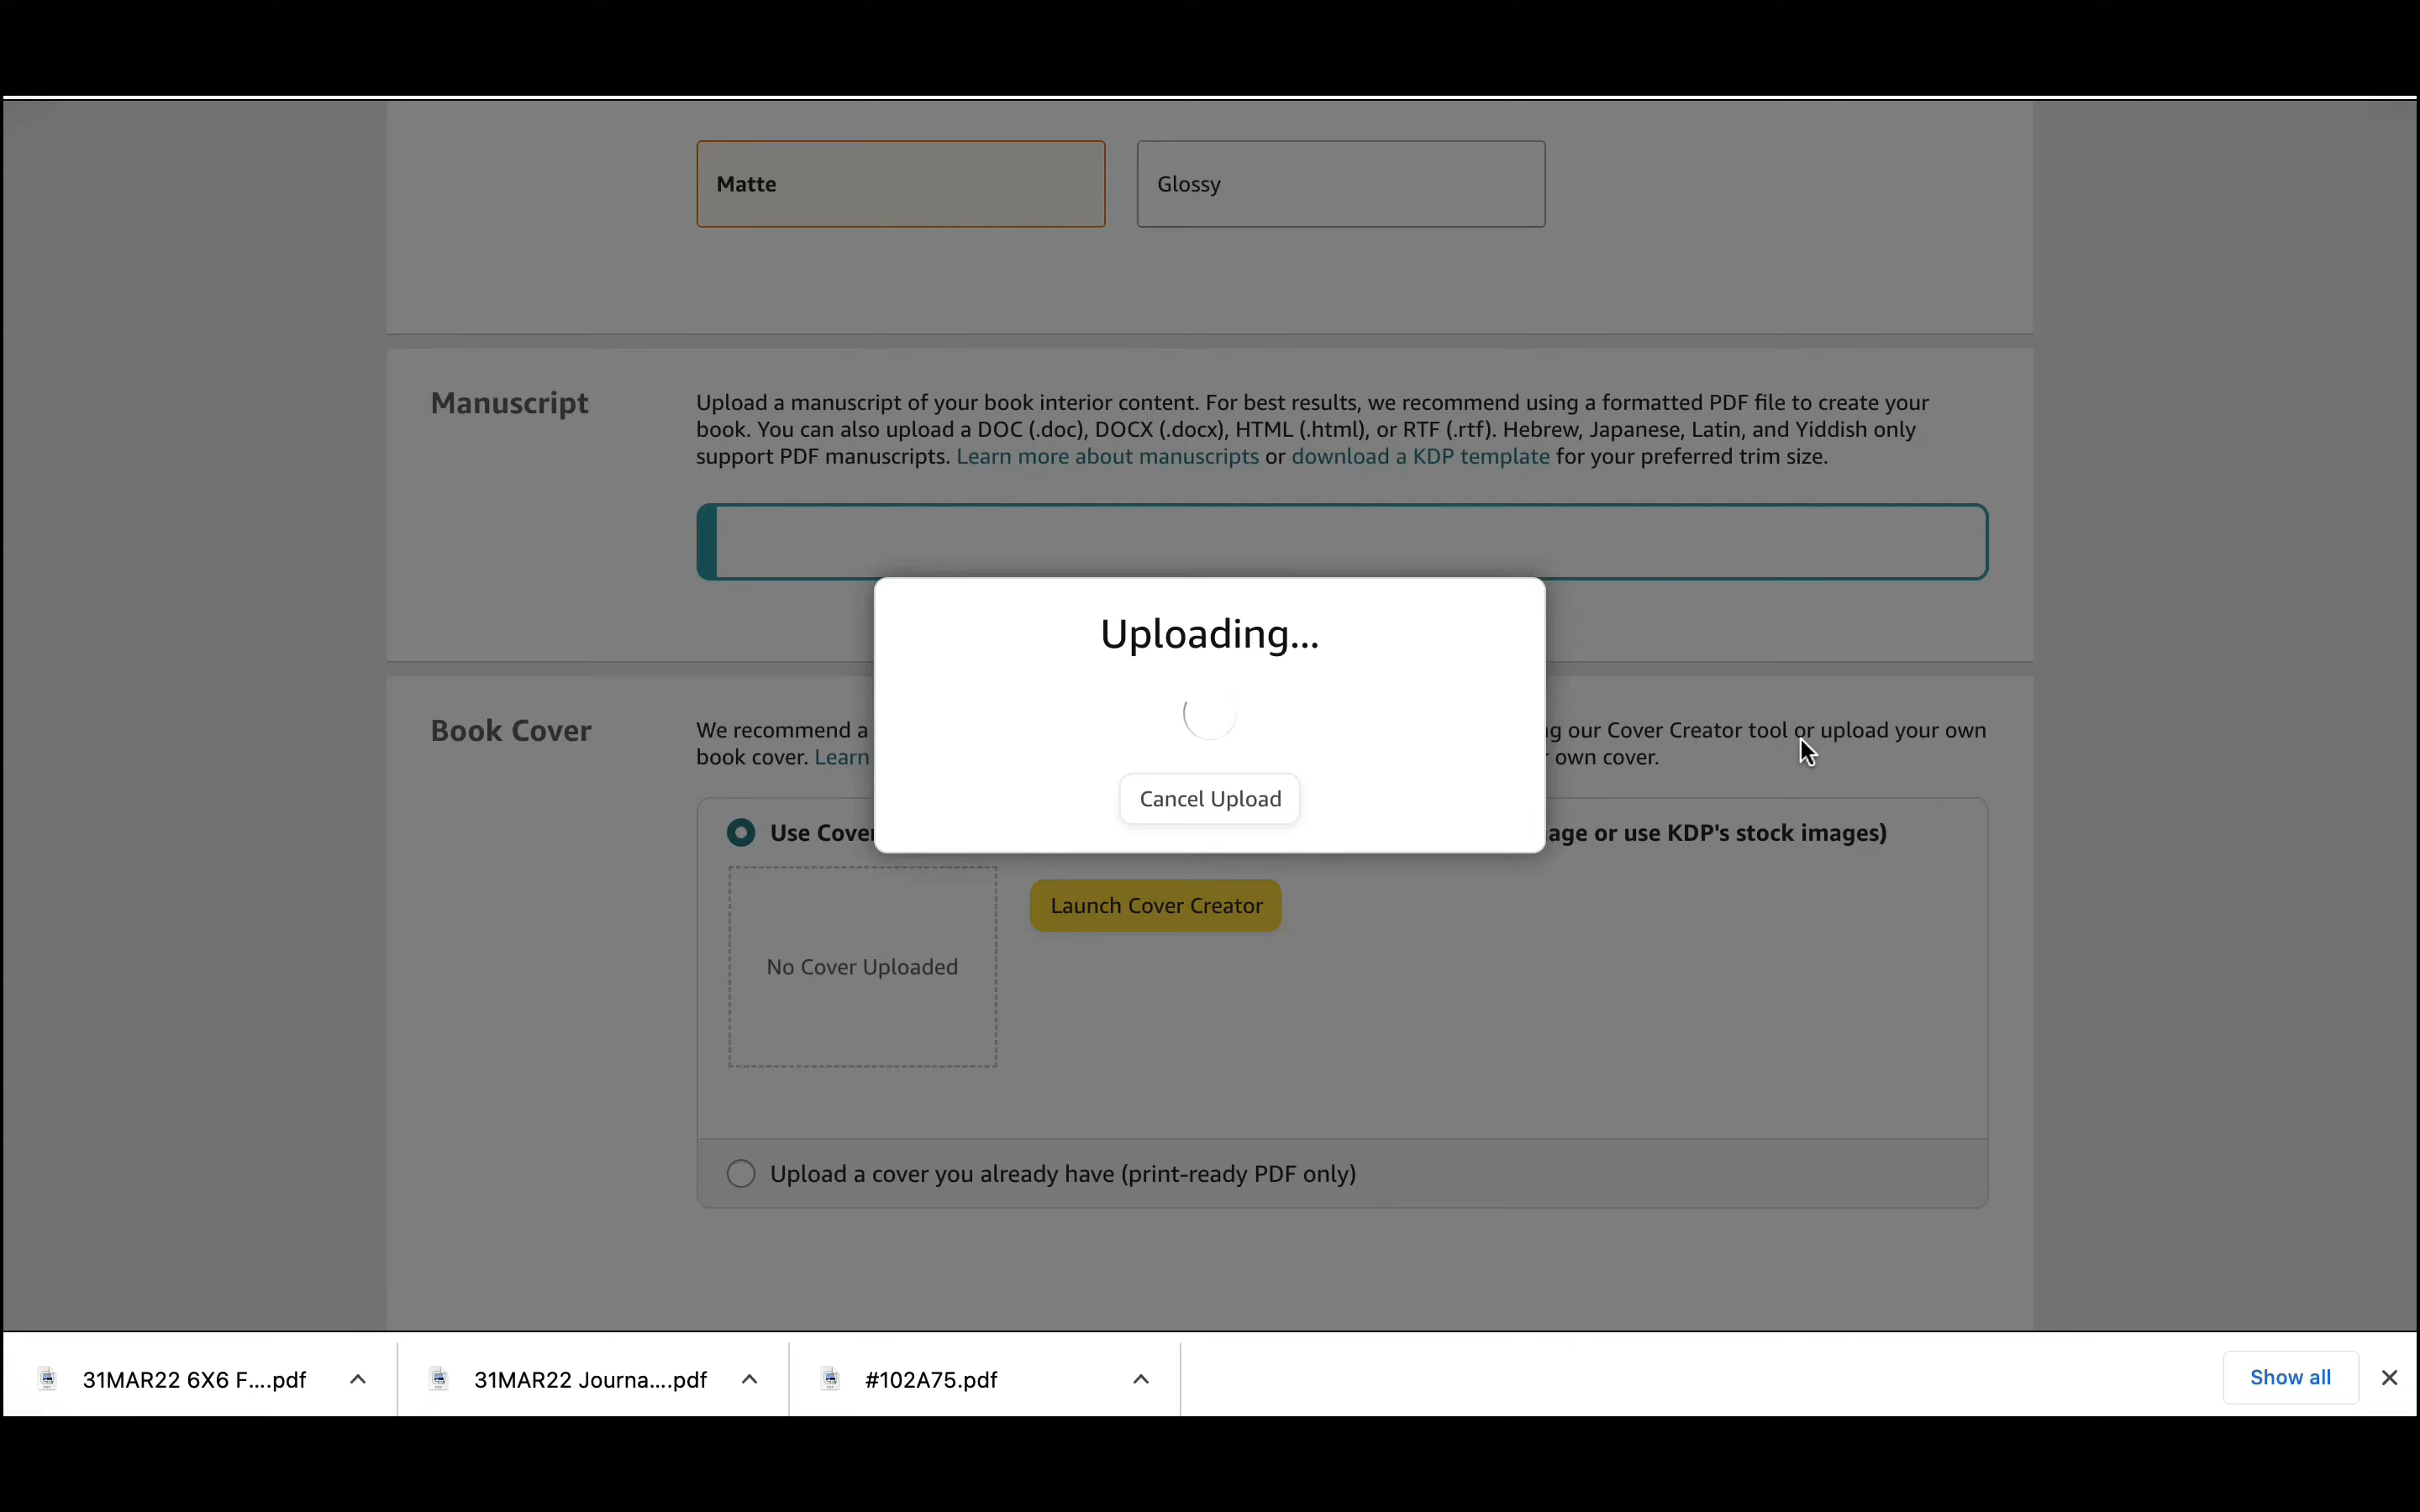 Matte
Glossy
Manuscript
Upload a manuscript of your book interior content. For best results, we recommend using a formatted PDF file to create your
book. You can also upload a DOC (.doc), DOCX (.docx), HTML (.html), or RTF (.rtf). Hebrew, Japanese, Latin, and Yiddish only
support PDF manuscripts. Learn more about manuscripts or download a KDP template for your preferred trim size.
Uploading...
Cancel Upload
Book Cover
We recommend a our Cover Creator tool or upload your own
book cover. Learn own cover.
Use or use KDP's stock images)
Launch Cover Creator
No Cover Uploaded
Upload a cover you already have (print-ready PDF only)
31MAR22 6X6 F....pdf
31MAR22 Journa....pdf
#102A75.pdf
Show all